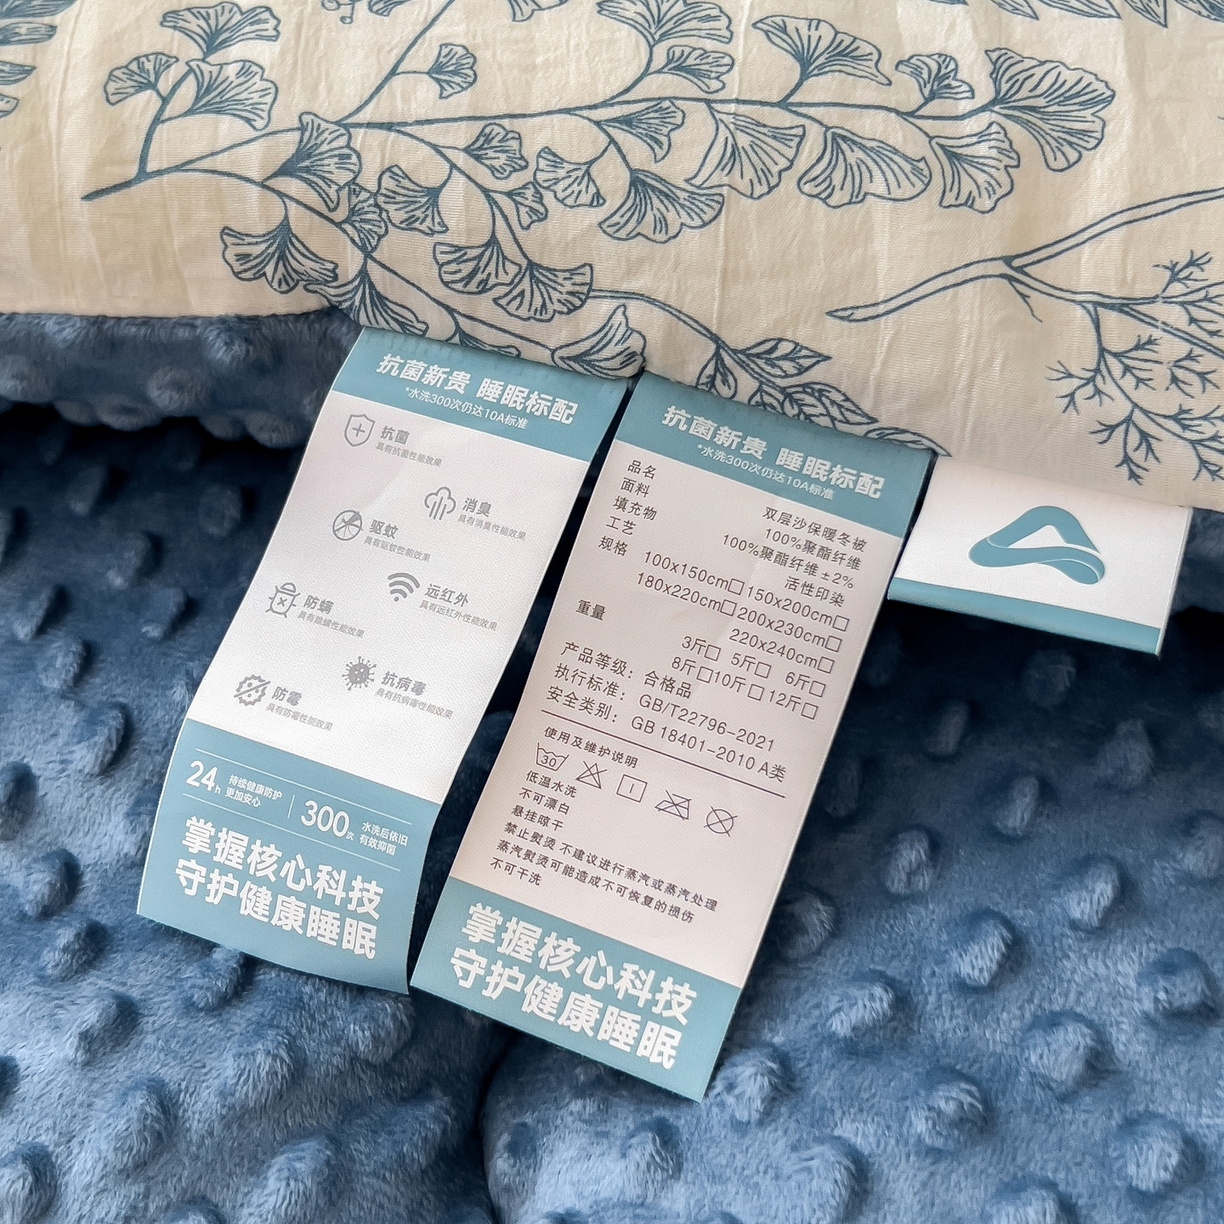 抗菌新贵 睡眠标配
*水洗300次仍达10A标准
抗菌
具有抗菌性能效果
消臭
具有消臭性能效果
驱蚊
具有驱蚊性能效果
远红外
具有远红外性能效果
防螨
具有除螨性能效果
抗病毒
具有抗病毒性能效果
防霉
具有防霉性能效果
24h 持续健康防护
更加安心
300次 水洗后依旧
有效抑菌
掌握核心科技
守护健康睡眠
抗菌新贵 睡眠标配
*水洗300次仍达10A标准
品名 双层沙保暖冬被
面料 100%聚酯纤维
填充物 100%聚酯纤维±2%
工艺 活性印染
规格 100x150cm□ 150x200cm□
180x220cm□ 200x230cm□
220x240cm□
重量 3斤□ 5斤□ 6斤□
8斤□ 10斤□ 12斤□
产品等级: 合格品
执行标准: GB/T22796-2021
安全类别: GB 18401-2010 A类
使用及维护说明
30
低温水洗
不可漂白
悬挂晾干
禁止熨烫 不建议进行蒸汽或蒸汽处理
蒸汽熨烫可能造成不可恢复的损伤
不可干洗
掌握核心科技
守护健康睡眠